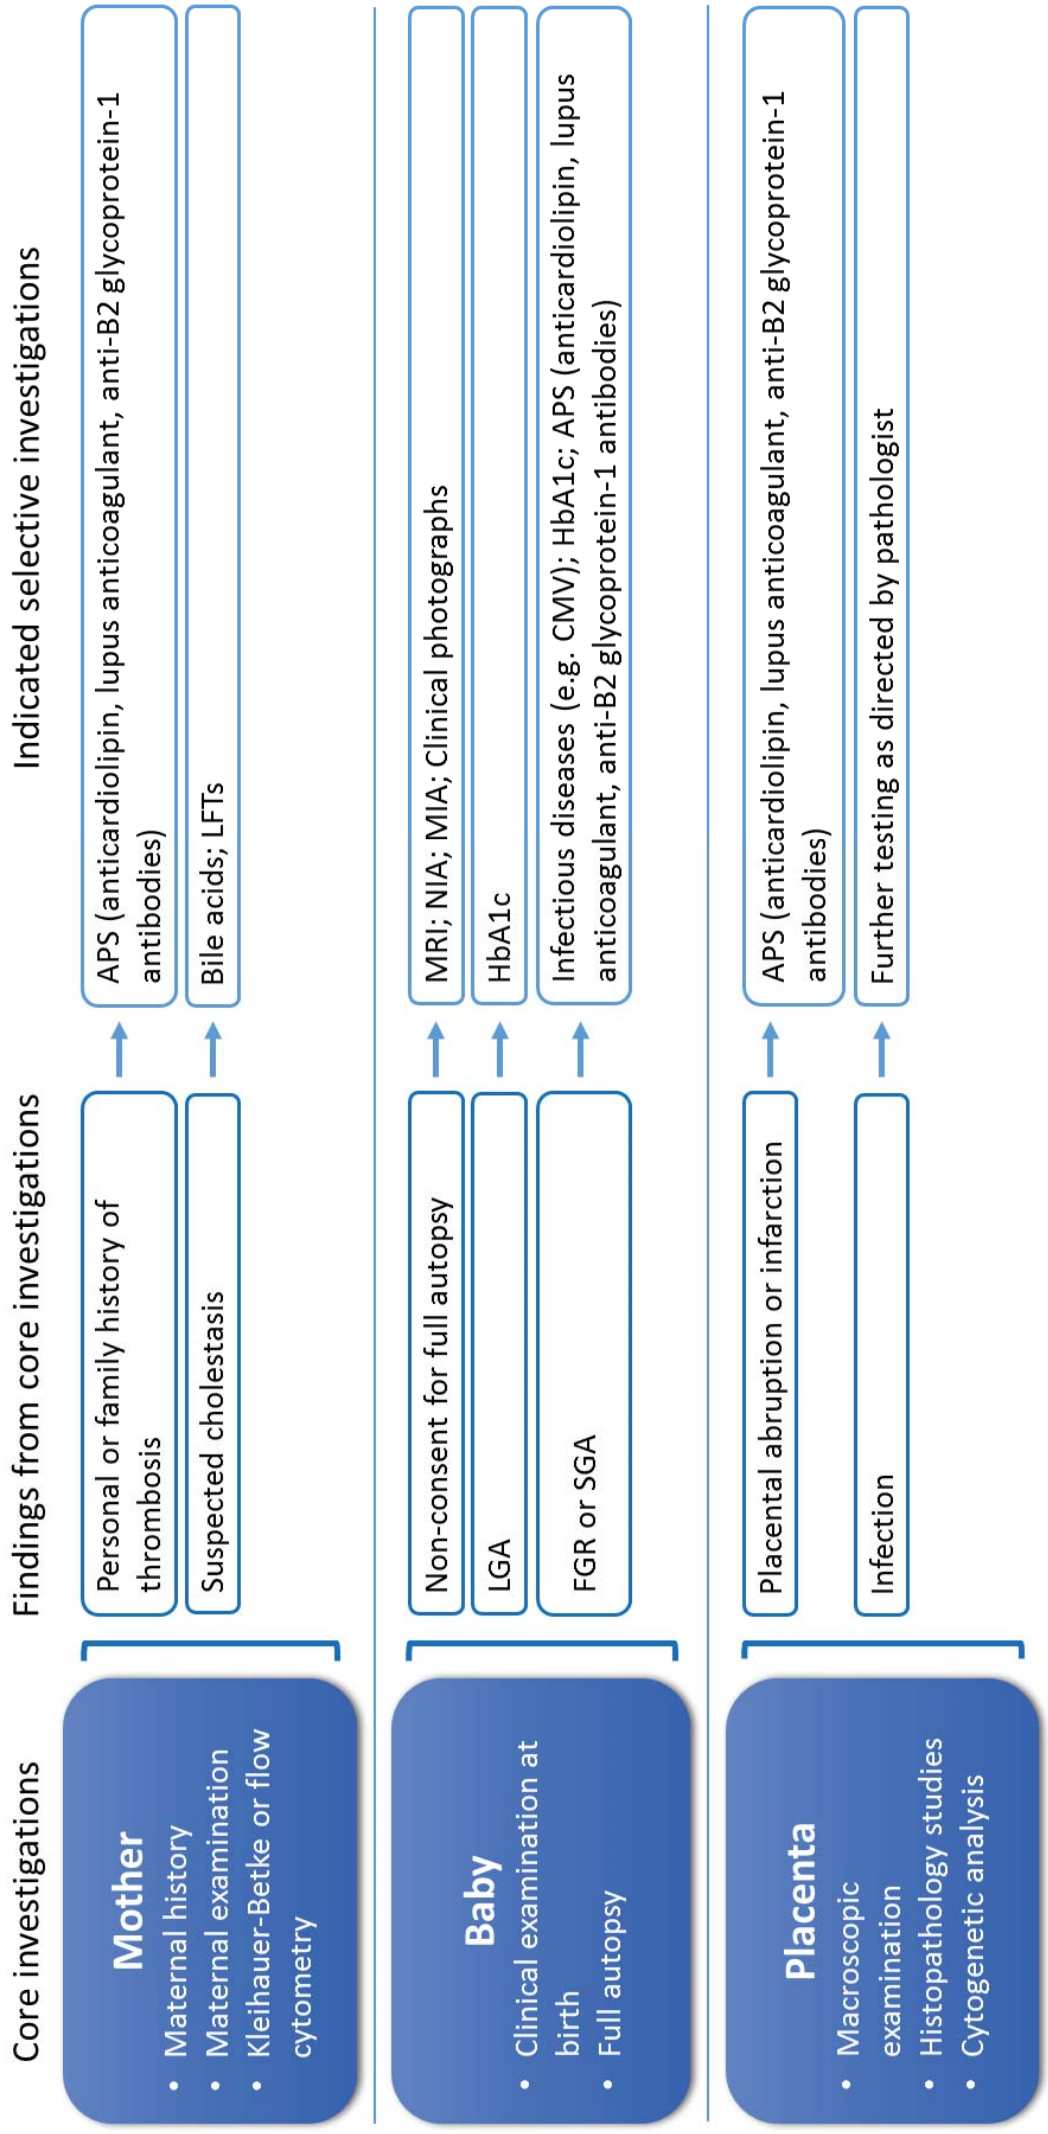 Core investigations
Findings from core investigations
Indicated selective investigations
Mother
• Maternal history
• Maternal examination
• Kleihauer-Betke or flow
cytometry
Personal or family history of
thrombosis
APS (anticardiolipin, lupus anticoagulant, anti-B2 glycoprotein-1
antibodies)
Suspected cholestasis
Bile acids; LFTs
Baby
• Clinical examination at
birth
• Full autopsy
Non-consent for full autopsy
MRI; NIA; MIA; Clinical photographs
LGA
HbA1c
FGR or SGA
Infectious diseases (e.g. CMV); HbA1c; APS (anticardiolipin, lupus
anticoagulant, anti-B2 glycoprotein-1 antibodies)
Placenta
• Macroscopic
examination
• Histopathology studies
• Cytogenetic analysis
Placental abruption or infarction
APS (anticardiolipin, lupus anticoagulant, anti-B2 glycoprotein-1
antibodies)
Infection
Further testing as directed by pathologist